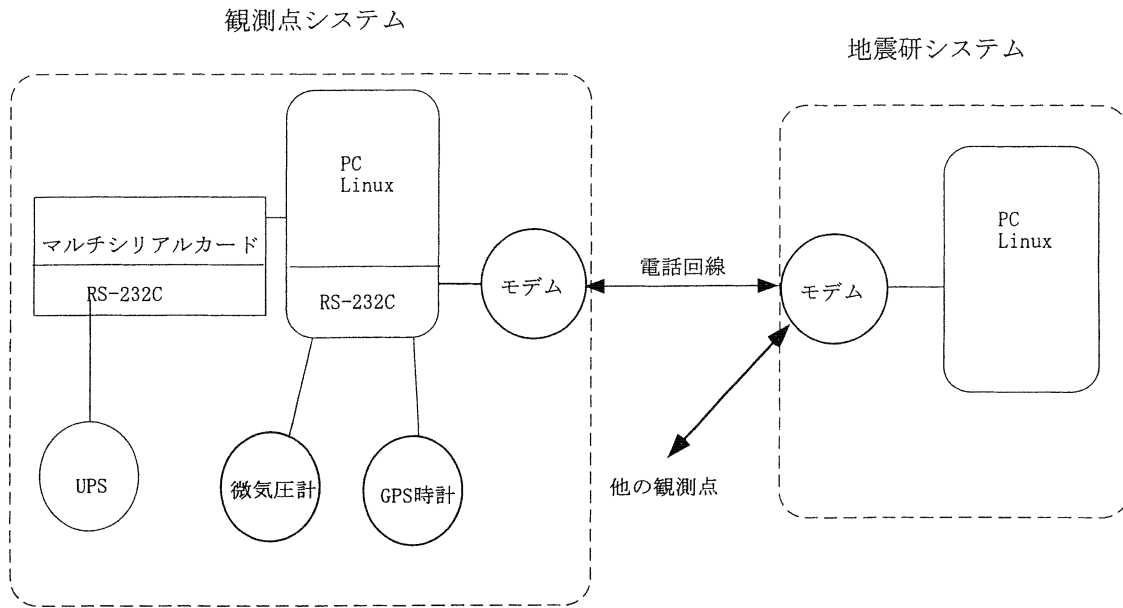 観測点システム
地震研システム
PC
Linux
マルチシリアルカード
RS-232C
RS-232C
モデム
電話回線
モデム
PC
Linux
UPS
微気圧計
GPS時計
他の観測点